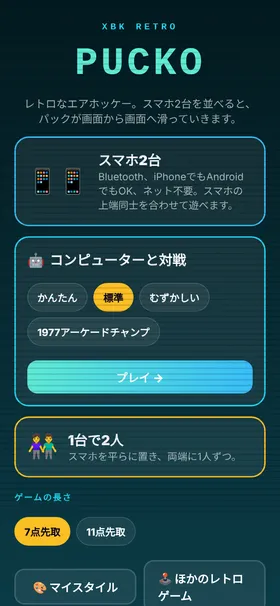 XBK RETRO
PUCKO
レトロなエアホッケー。スマホ2台を並べると、
パックが画面から画面へ滑っていきます。
スマホ2台
Bluetooth、iPhoneでもAndroid
でもOK、ネット不要。スマホの
上端同士を合わせて遊べます。
コンピューターと対戦
かんたん 標準 むずかしい
1977アーケードチャンプ
プレイ →
1台で2人
スマホを平らに置き、両端に1人ずつ。
ゲームの長さ
7点先取 11点先取
マイスタイル
ほかのレトロ
ゲーム